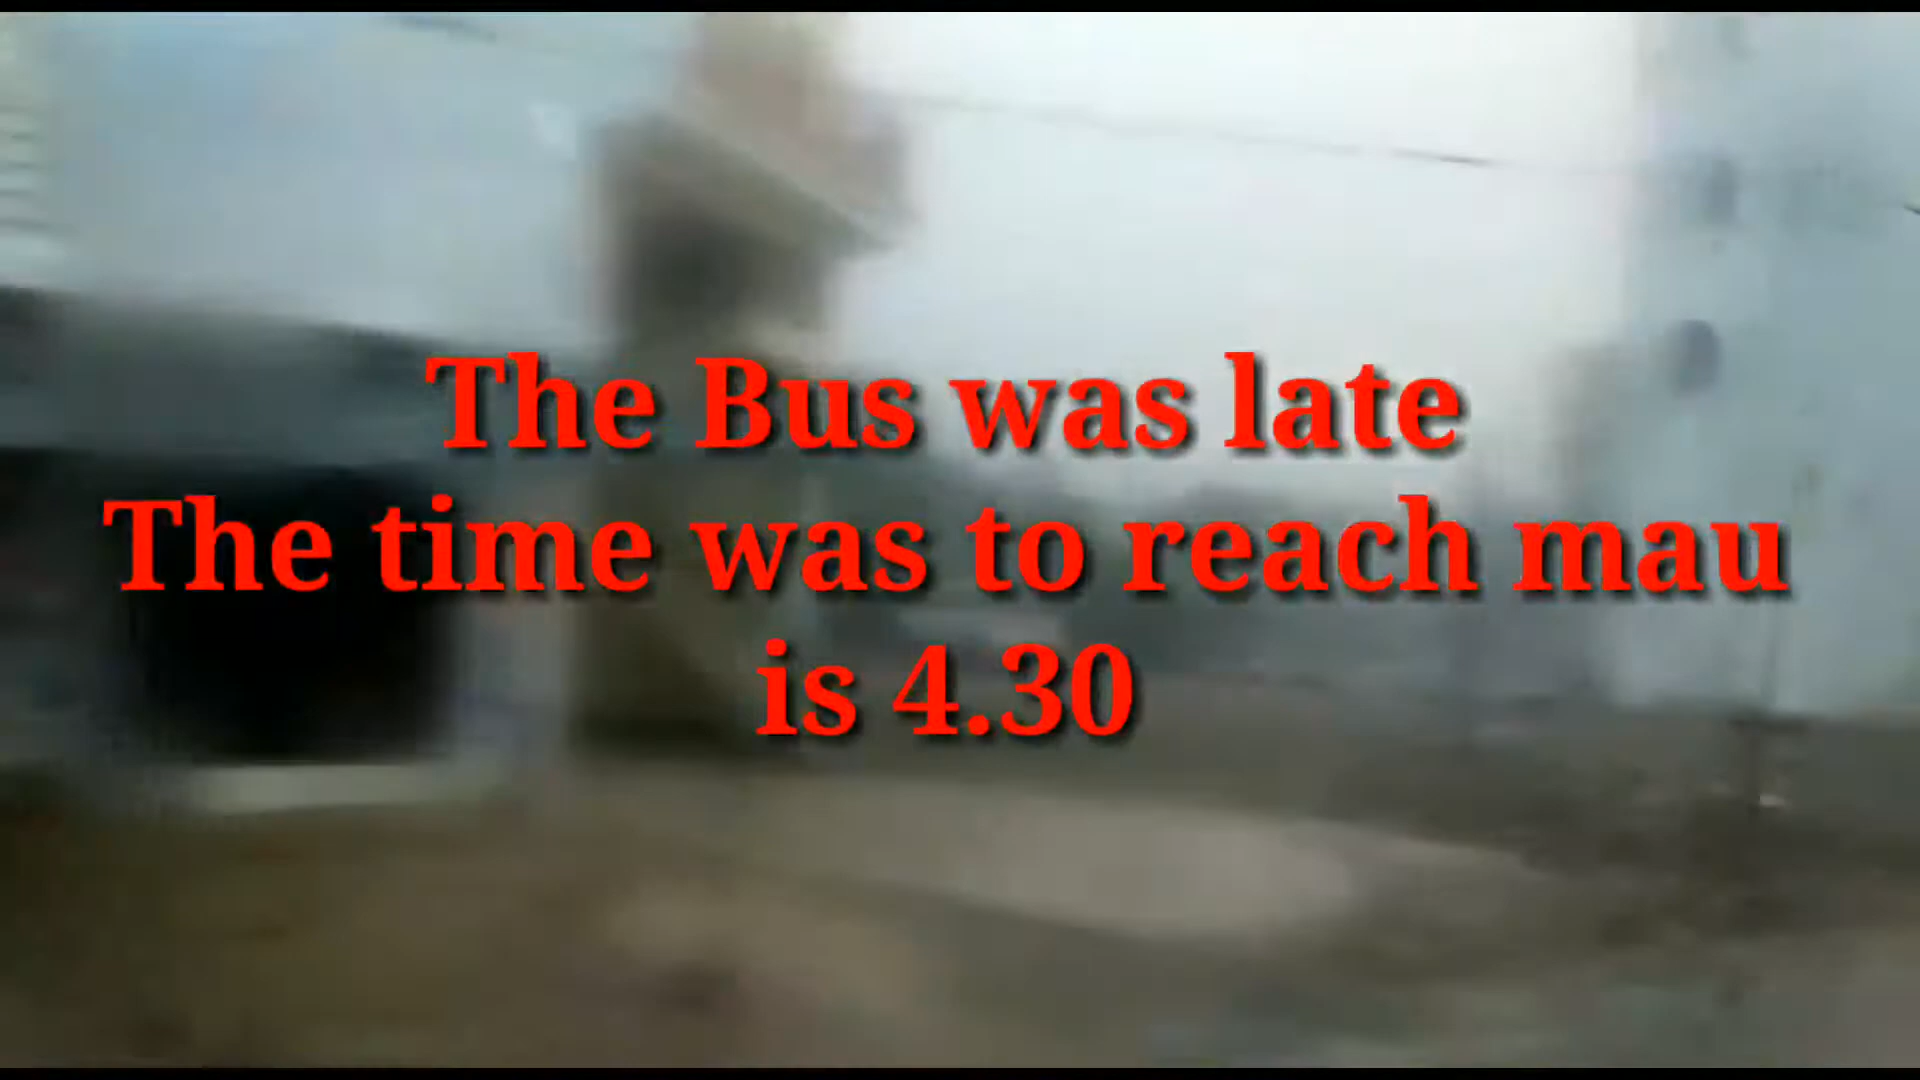 The Bus was late
The time was to reach mau
is 4.30